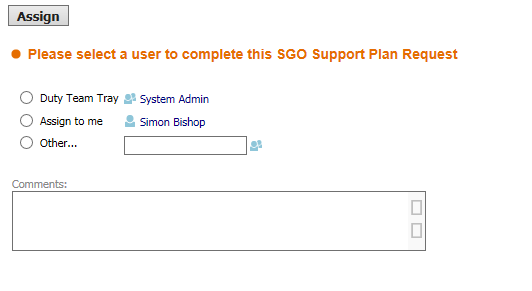 Assign
Please select a user to complete this SGO Support Plan Request
Duty Team Tray System Admin
Assign to me Simon Bishop
Other...
Comments: